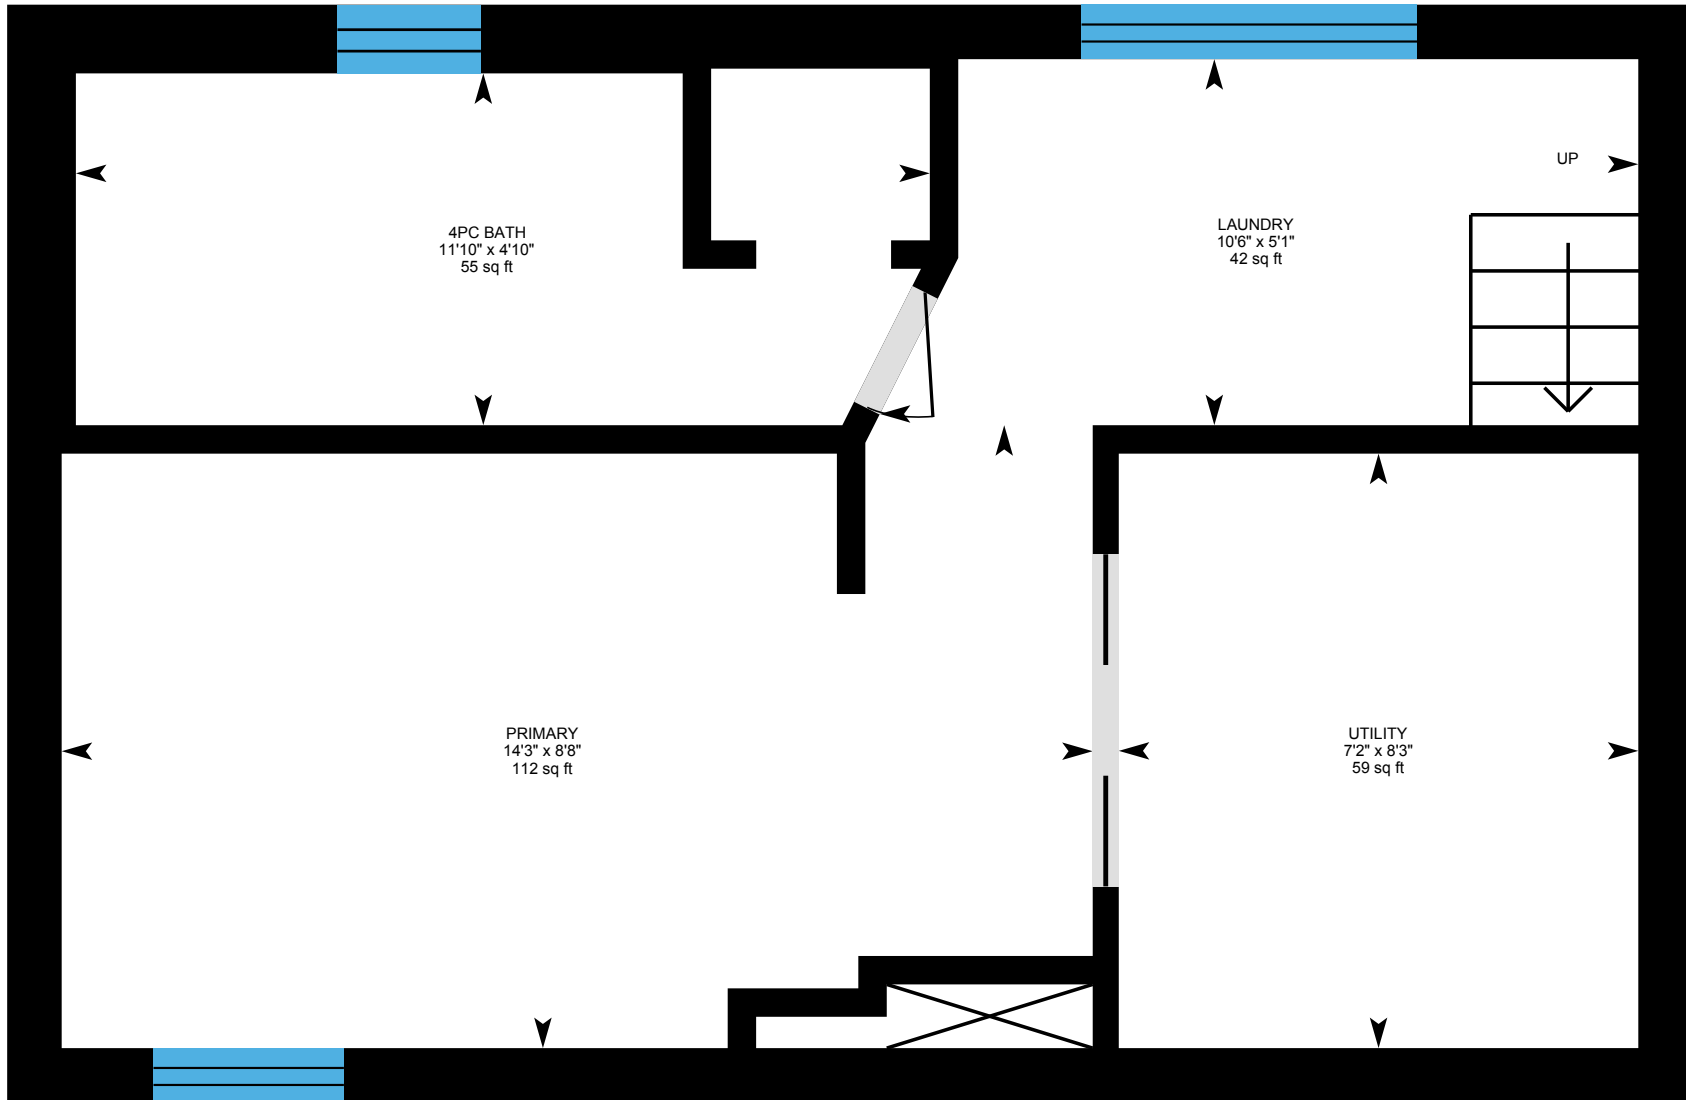 UP
4PC BATH
11'10" x 4'10"
55 sq ft
LAUNDRY
10'6" x 5'1"
42 sq ft
PRIMARY
14'3" x 8'8"
112 sq ft
UTILITY
7'2" x 8'3"
59 sq ft